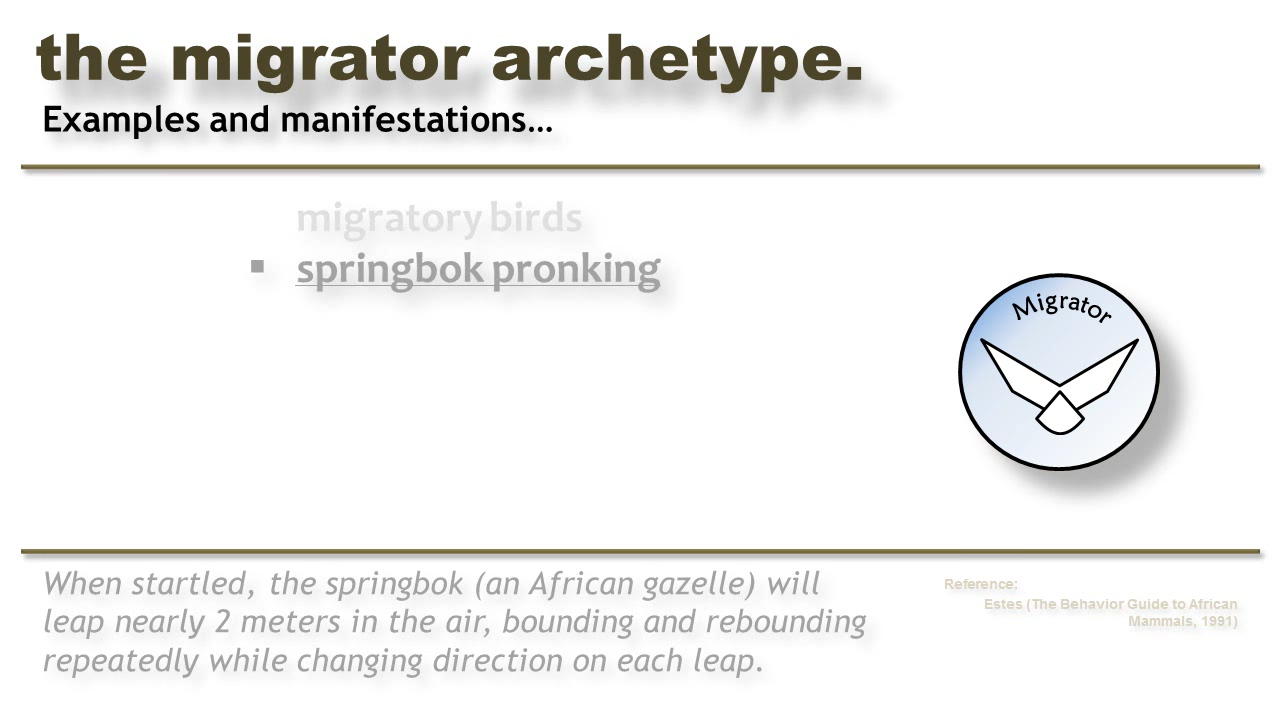 the migrator archetype.
Examples and manifestations…
migratory birds
▪ springbok pronking
Migrator
When startled, the springbok (an African gazelle) will
leap nearly 2 meters in the air, bounding and rebounding
repeatedly while changing direction on each leap.
Reference:
Estes (The Behavior Guide to African
Mammals, 1991)